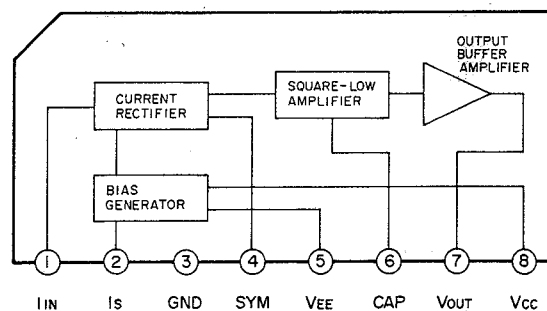 OUTPUT
BUFFER
AMPLIFIER
SQUARE-LOW
AMPLIFIER
CURRENT
RECTIFIER
BIAS
GENERATOR
1 2 3 4 5 6 7 8
IIN IS GND SYM VEE CAP VOUT VCC